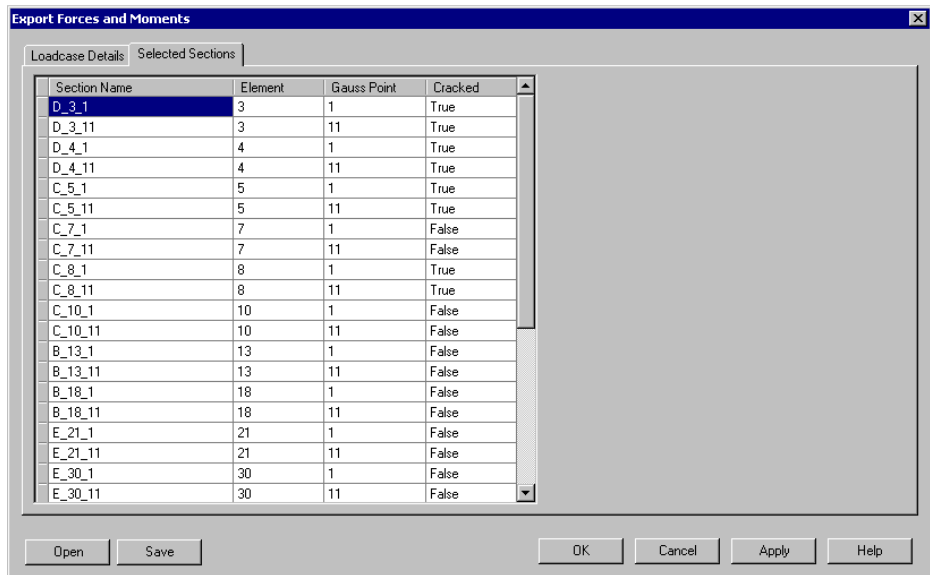 Export Forces and Moments
Loadcase Details Selected Sections
Section Name Element Gauss Point Cracked
D_3_1 3 1 True
D_3_11 3 11 True
D_4_1 4 1 True
D_4_11 4 11 True
C_5_1 5 1 True
C_5_11 5 11 True
C_7_1 7 1 False
C_7_11 7 11 False
C_8_1 8 1 True
C_8_11 8 11 True
C_10_1 10 1 False
C_10_11 10 11 False
B_13_1 13 1 False
B_13_11 13 11 False
B_18_1 18 1 False
B_18_11 18 11 False
E_21_1 21 1 False
E_21_11 21 11 False
E_30_1 30 1 False
E_30_11 30 11 False
Open Save OK Cancel Apply Help